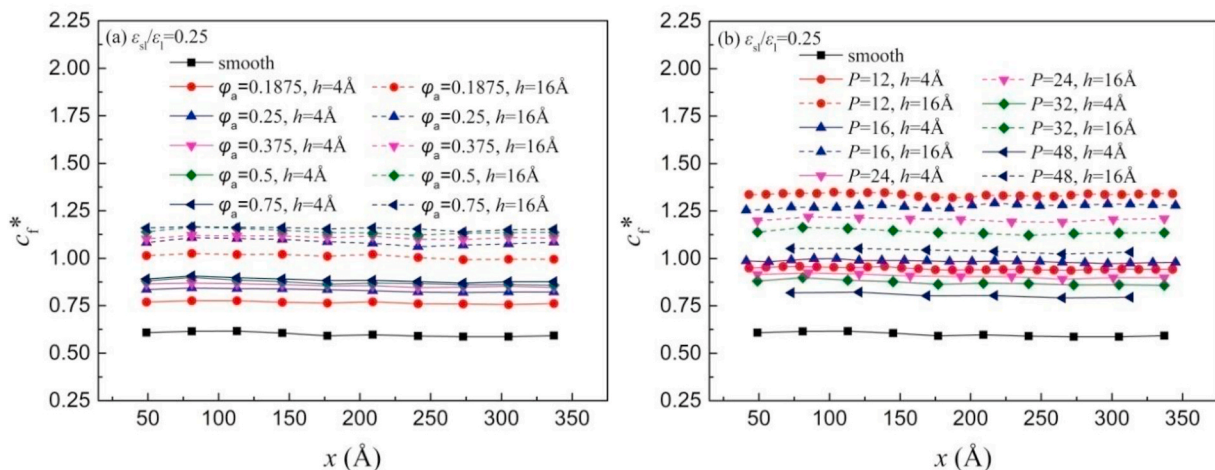 (a) εsl/εl=0.25
smooth
φa=0.1875, h=4Å
φa=0.1875, h=16Å
φa=0.25, h=4Å
φa=0.25, h=16Å
φa=0.375, h=4Å
φa=0.375, h=16Å
φa=0.5, h=4Å
φa=0.5, h=16Å
φa=0.75, h=4Å
φa=0.75, h=16Å
2.25
2.00
1.75
1.50
1.25
1.00
0.75
0.50
0.25
cf*
50 100 150 200 250 300 350
x (Å)
(b) εsl/εl=0.25
smooth
P=12, h=4Å
P=12, h=16Å
P=16, h=4Å
P=16, h=16Å
P=24, h=4Å
P=24, h=16Å
P=32, h=4Å
P=32, h=16Å
P=48, h=4Å
P=48, h=16Å
2.25
2.00
1.75
1.50
1.25
1.00
0.75
0.50
0.25
cf*
50 100 150 200 250 300 350
x (Å)